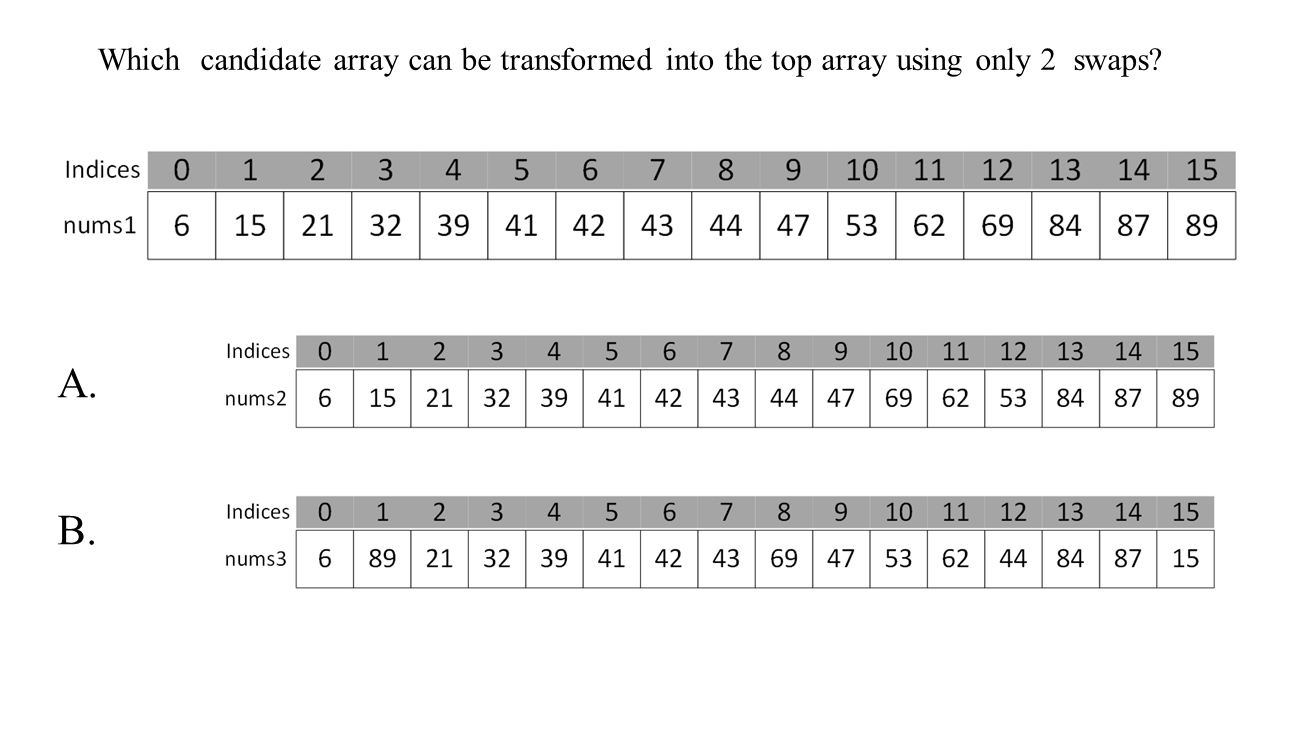 Which candidate array can be transformed into the top array using only 2 swaps?
Indices 0 1 2 3 4 5 6 7 8 9 10 11 12 13 14 15
nums1 6 15 21 32 39 41 42 43 44 47 53 62 69 84 87 89
A.
Indices 0 1 2 3 4 5 6 7 8 9 10 11 12 13 14 15
nums2 6 15 21 32 39 41 42 43 44 47 69 62 53 84 87 89
B.
Indices 0 1 2 3 4 5 6 7 8 9 10 11 12 13 14 15
nums3 6 89 21 32 39 41 42 43 69 47 53 62 44 84 87 15